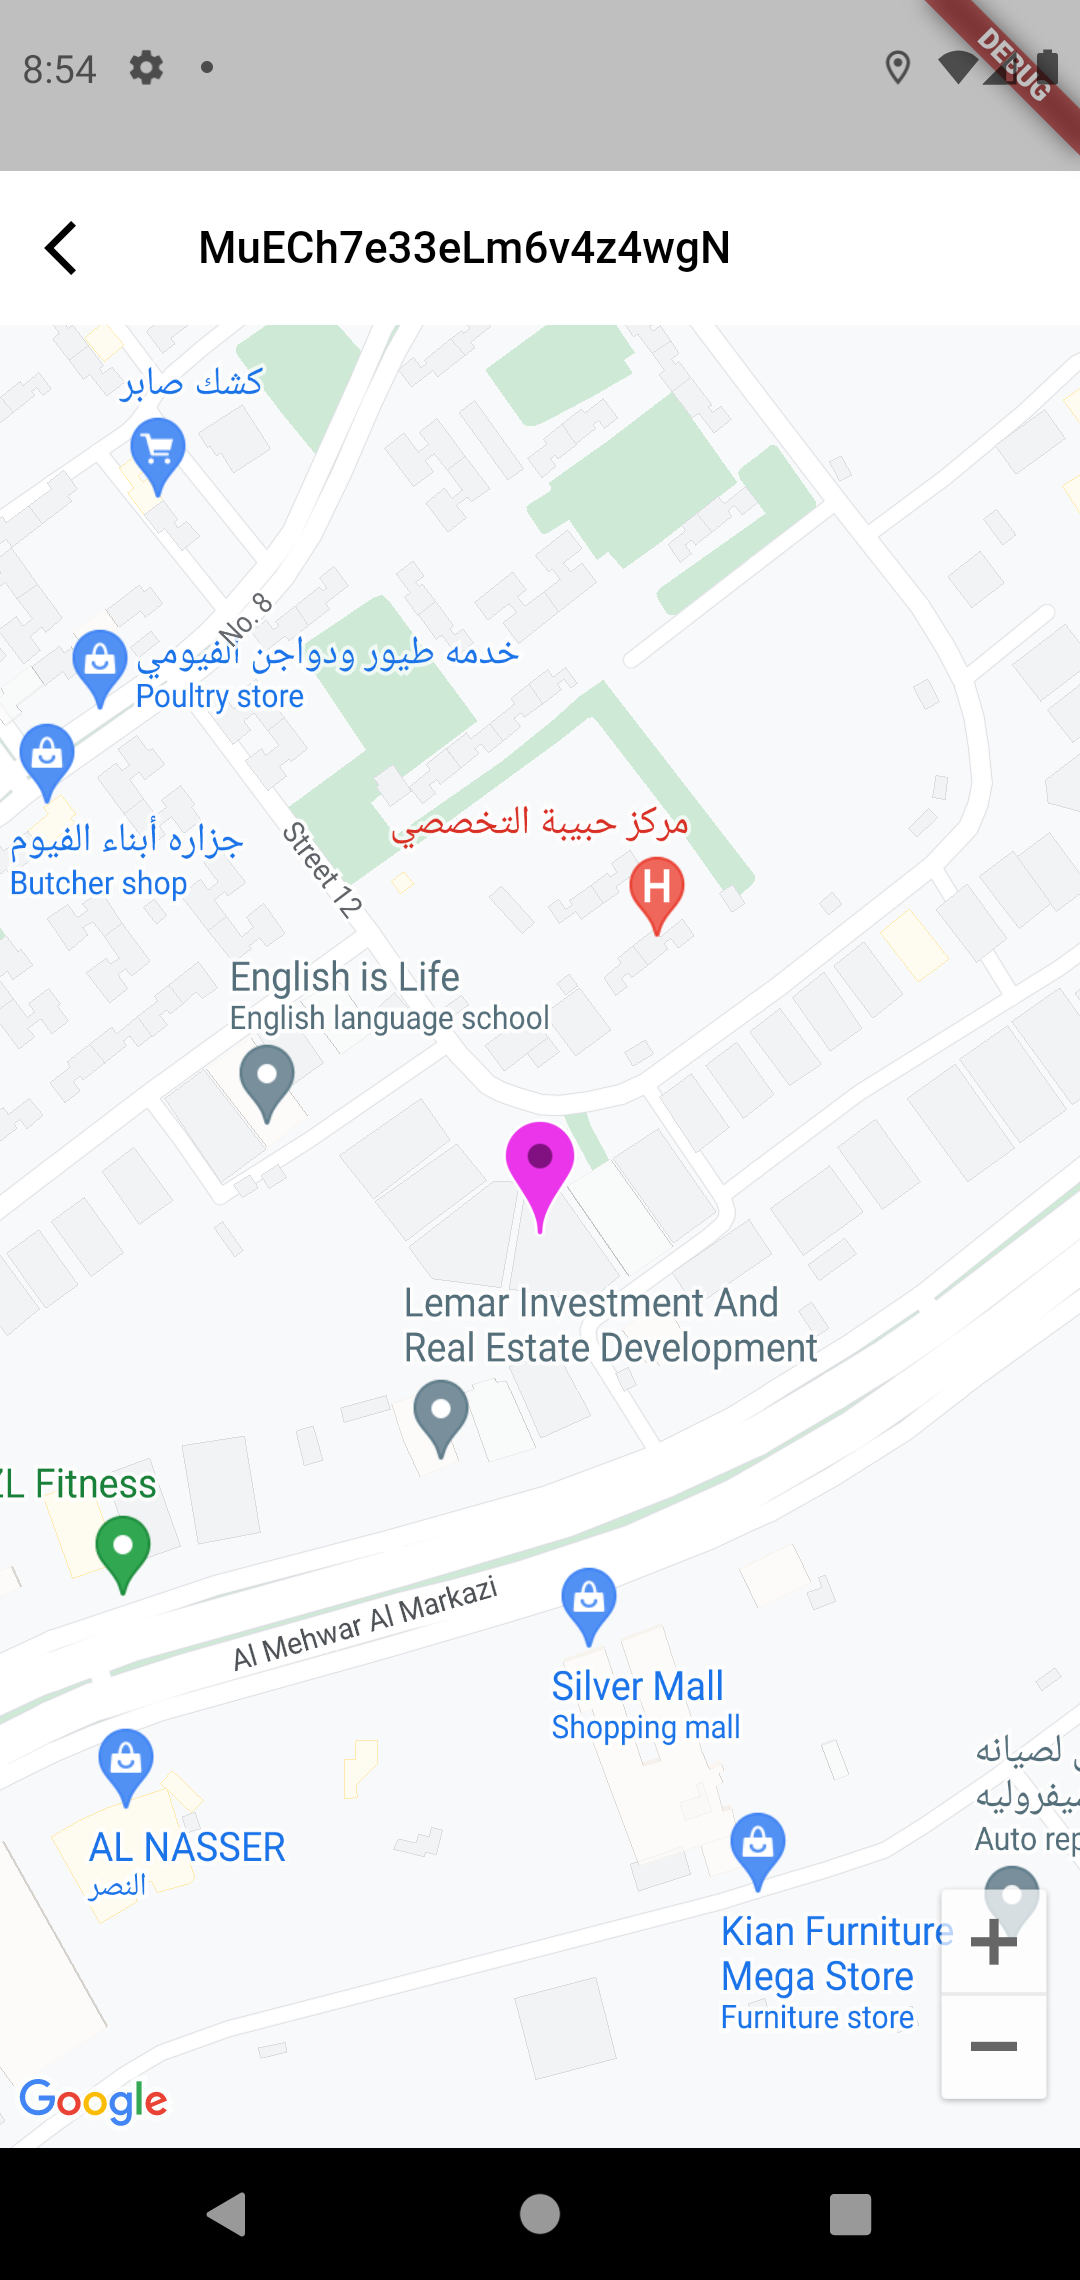 8:54
DEBUG
MuECh7e33eLm6v4z4wgN
كشك صابر
No. 8
خدمه طيور ودواجن الفيومي
Poultry store
جزاره أبناء الفيوم
Butcher shop
Street 12
مركز حبيبة التخصصي
H
English is Life
English language school
Lemar Investment And
Real Estate Development
ZL Fitness
Al Mehwar Al Markazi
Silver Mall
Shopping mall
لصيانه
AL NASSER
النصر
Auto rep
Kian Furniture
Mega Store
Furniture store
Google